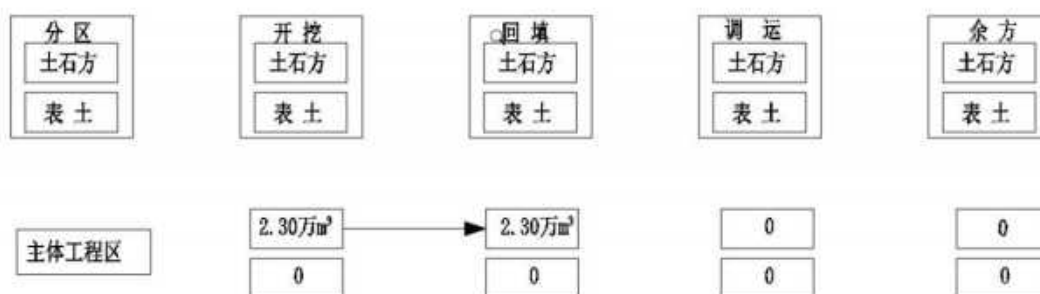 分区 开挖 回填 调运 余方
土石方 土石方 土石方 土石方 土石方
表土 表土 表土 表土 表土
主体工程区
2.30万m³ 2.30万m³ 0 0
0 0 0 0